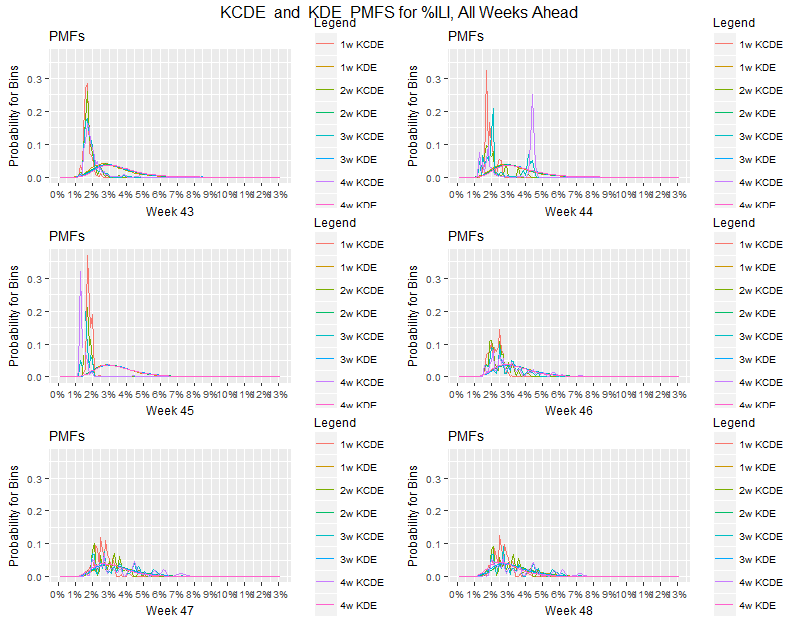 KCDE and KDE PMFS for %ILI, All Weeks Ahead
PMFs
Probability for Bins
0.3
0.2
0.1
0.0
0% 1% 2% 3% 4% 5% 6% 7% 8% 9% 10% 11% 12% 13%
Week 43
Legend
1w KCDE
1w KDE
2w KCDE
2w KDE
3w KCDE
3w KDE
4w KCDE
4w KDE
PMFs
Probability for Bins
0.3
0.2
0.1
0.0
0% 1% 2% 3% 4% 5% 6% 7% 8% 9% 10% 11% 12% 13%
Week 44
Legend
1w KCDE
1w KDE
2w KCDE
2w KDE
3w KCDE
3w KDE
4w KCDE
4w KDE
PMFs
Probability for Bins
0.3
0.2
0.1
0.0
0% 1% 2% 3% 4% 5% 6% 7% 8% 9% 10% 11% 12% 13%
Week 45
Legend
1w KCDE
1w KDE
2w KCDE
2w KDE
3w KCDE
3w KDE
4w KCDE
4w KDE
PMFs
Probability for Bins
0.3
0.2
0.1
0.0
0% 1% 2% 3% 4% 5% 6% 7% 8% 9% 10% 11% 12% 13%
Week 46
Legend
1w KCDE
1w KDE
2w KCDE
2w KDE
3w KCDE
3w KDE
4w KCDE
4w KDE
PMFs
Probability for Bins
0.3
0.2
0.1
0.0
0% 1% 2% 3% 4% 5% 6% 7% 8% 9% 10% 11% 12% 13%
Week 47
Legend
1w KCDE
1w KDE
2w KCDE
2w KDE
3w KCDE
3w KDE
4w KCDE
4w KDE
PMFs
Probability for Bins
0.3
0.2
0.1
0.0
0% 1% 2% 3% 4% 5% 6% 7% 8% 9% 10% 11% 12% 13%
Week 48
Legend
1w KCDE
1w KDE
2w KCDE
2w KDE
3w KCDE
3w KDE
4w KCDE
4w KDE